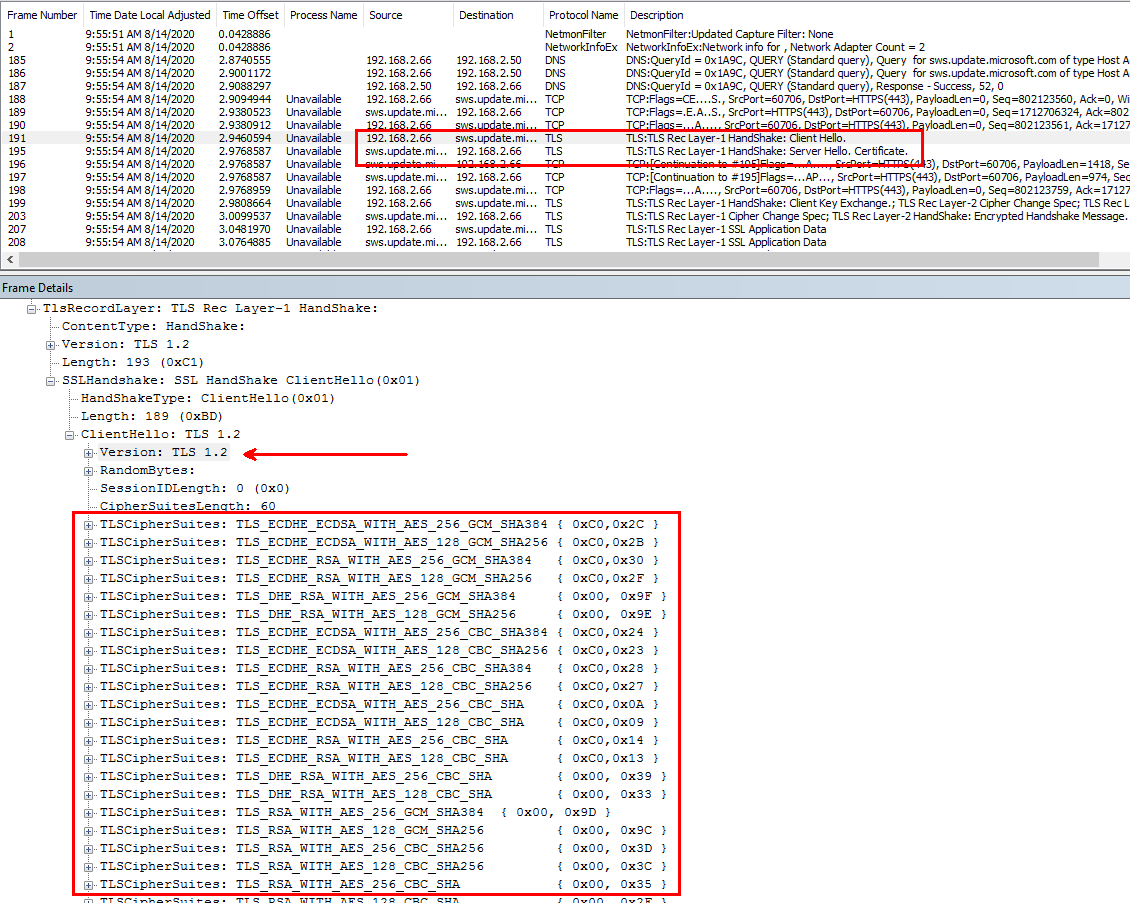 Frame Number Time Date Local Adjusted Time Offset Process Name Source Destination Protocol Name Description
1 9:55:51 AM 8/14/2020 0.0428886 NetmonFilter NetmonFilter:Updated Capture Filter: None
2 9:55:51 AM 8/14/2020 0.0428886 NetworkInfoEx NetworkInfoEx:Network info for , Network Adapter Count = 2
185 9:55:54 AM 8/14/2020 2.8740555 192.168.2.66 192.168.2.50 DNS DNS:QueryId = 0x1A9C, QUERY (Standard query), Query for sws.update.microsoft.com of type Host A
186 9:55:54 AM 8/14/2020 2.9001172 192.168.2.66 192.168.2.50 DNS DNS:QueryId = 0x1A9C, QUERY (Standard query), Query for sws.update.microsoft.com of type Host A
187 9:55:54 AM 8/14/2020 2.9088297 192.168.2.50 192.168.2.66 DNS DNS:QueryId = 0x1A9C, QUERY (Standard query), Response - Success, 52, 0
188 9:55:54 AM 8/14/2020 2.9094944 Unavailable 192.168.2.66 sws.update.mi... TCP TCP:Flags=CE....S., SrcPort=60706, DstPort=HTTPS(443), PayloadLen=0, Seq=802123560, Ack=0, Wi
189 9:55:54 AM 8/14/2020 2.9380523 Unavailable sws.update.mi... 192.168.2.66 TCP TCP:Flags=.E.A..S., SrcPort=HTTPS(443), DstPort=60706, PayloadLen=0, Seq=1712706324, Ack=802
190 9:55:54 AM 8/14/2020 2.9380912 Unavailable 192.168.2.66 sws.update.mi... TCP TCP:Flags=...A...., SrcPort=60706, DstPort=HTTPS(443), PayloadLen=0, Seq=802123561, Ack=1712
191 9:55:54 AM 8/14/2020 2.9460594 Unavailable 192.168.2.66 sws.update.mi... TLS TLS:TLS Rec Layer-1 HandShake: Client Hello.
195 9:55:54 AM 8/14/2020 2.9768587 Unavailable sws.update.mi... 192.168.2.66 TLS TLS:TLS Rec Layer-1 HandShake: Server Hello. Certificate.
196 9:55:54 AM 8/14/2020 2.9768587 Unavailable sws.update.mi... 192.168.2.66 TCP TCP:[Continuation to #195]Flags=...A...., SrcPort=HTTPS(443), DstPort=60706, PayloadLen=1418, Se
197 9:55:54 AM 8/14/2020 2.9768587 Unavailable sws.update.mi... 192.168.2.66 TCP TCP:[Continuation to #195]Flags=...AP..., SrcPort=HTTPS(443), DstPort=60706, PayloadLen=974, Seq
198 9:55:54 AM 8/14/2020 2.9768959 Unavailable 192.168.2.66 sws.update.mi... TCP TCP:Flags=...A...., SrcPort=60706, DstPort=HTTPS(443), PayloadLen=0, Seq=802123759, Ack=17127
199 9:55:54 AM 8/14/2020 2.9808664 Unavailable 192.168.2.66 sws.update.mi... TLS TLS:TLS Rec Layer-1 HandShake: Client Key Exchange.; TLS Rec Layer-2 Cipher Change Spec; TLS Rec L
203 9:55:54 AM 8/14/2020 3.0099537 Unavailable sws.update.mi... 192.168.2.66 TLS TLS:TLS Rec Layer-1 Cipher Change Spec; TLS Rec Layer-2 HandShake: Encrypted Handshake Message.
207 9:55:54 AM 8/14/2020 3.0481970 Unavailable 192.168.2.66 sws.update.mi... TLS TLS:TLS Rec Layer-1 SSL Application Data
208 9:55:54 AM 8/14/2020 3.0764885 Unavailable sws.update.mi... 192.168.2.66 TLS TLS:TLS Rec Layer-1 SSL Application Data
Frame Details
TlsRecordLayer: TLS Rec Layer-1 HandShake:
ContentType: HandShake:
Version: TLS 1.2
Length: 193 (0xC1)
SSLHandshake: SSL HandShake ClientHello(0x01)
HandShakeType: ClientHello(0x01)
Length: 189 (0xBD)
ClientHello: TLS 1.2
Version: TLS 1.2
RandomBytes:
SessionIDLength: 0 (0x0)
CipherSuitesLength: 60
TLSCipherSuites: TLS_ECDHE_ECDSA_WITH_AES_256_GCM_SHA384 { 0xC0,0x2C }
TLSCipherSuites: TLS_ECDHE_ECDSA_WITH_AES_128_GCM_SHA256 { 0xC0,0x2B }
TLSCipherSuites: TLS_ECDHE_RSA_WITH_AES_256_GCM_SHA384 { 0xC0,0x30 }
TLSCipherSuites: TLS_ECDHE_RSA_WITH_AES_128_GCM_SHA256 { 0xC0,0x2F }
TLSCipherSuites: TLS_DHE_RSA_WITH_AES_256_GCM_SHA384 { 0x00, 0x9F }
TLSCipherSuites: TLS_DHE_RSA_WITH_AES_128_GCM_SHA256 { 0x00, 0x9E }
TLSCipherSuites: TLS_ECDHE_ECDSA_WITH_AES_256_CBC_SHA384 { 0xC0,0x24 }
TLSCipherSuites: TLS_ECDHE_ECDSA_WITH_AES_128_CBC_SHA256 { 0xC0,0x23 }
TLSCipherSuites: TLS_ECDHE_RSA_WITH_AES_256_CBC_SHA384 { 0xC0,0x28 }
TLSCipherSuites: TLS_ECDHE_RSA_WITH_AES_128_CBC_SHA256 { 0xC0,0x27 }
TLSCipherSuites: TLS_ECDHE_ECDSA_WITH_AES_256_CBC_SHA { 0xC0,0x0A }
TLSCipherSuites: TLS_ECDHE_ECDSA_WITH_AES_128_CBC_SHA { 0xC0,0x09 }
TLSCipherSuites: TLS_ECDHE_RSA_WITH_AES_256_CBC_SHA { 0xC0,0x14 }
TLSCipherSuites: TLS_ECDHE_RSA_WITH_AES_128_CBC_SHA { 0xC0,0x13 }
TLSCipherSuites: TLS_DHE_RSA_WITH_AES_256_CBC_SHA { 0x00, 0x39 }
TLSCipherSuites: TLS_DHE_RSA_WITH_AES_128_CBC_SHA { 0x00, 0x33 }
TLSCipherSuites: TLS_RSA_WITH_AES_256_GCM_SHA384 { 0x00, 0x9D }
TLSCipherSuites: TLS_RSA_WITH_AES_128_GCM_SHA256 { 0x00, 0x9C }
TLSCipherSuites: TLS_RSA_WITH_AES_256_CBC_SHA256 { 0x00, 0x3D }
TLSCipherSuites: TLS_RSA_WITH_AES_128_CBC_SHA256 { 0x00, 0x3C }
TLSCipherSuites: TLS_RSA_WITH_AES_256_CBC_SHA { 0x00, 0x35 }
TLSCipherSuites: TLS_RSA_WITH_AES_128_CBC_SHA { 0x00, 0x2F }